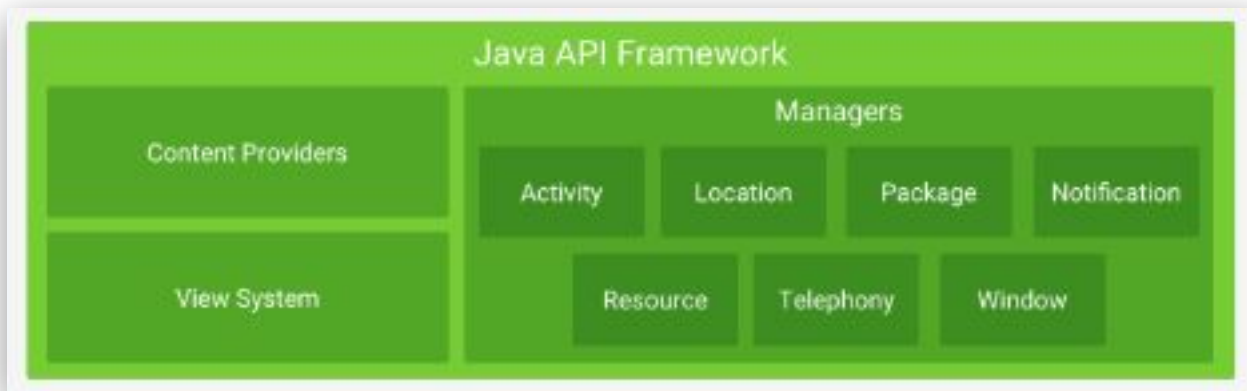 Java API Framework
Content Providers
View System
Managers
Activity Location Package Notification
Resource Telephony Window